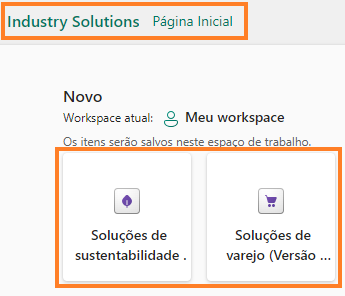 Industry Solutions Página Inicial
Novo
Workspace atual: Meu workspace
Os itens serão salvos neste espaço de trabalho.
Soluções de
sustentabilidade .
Soluções de
varejo (Versão ...